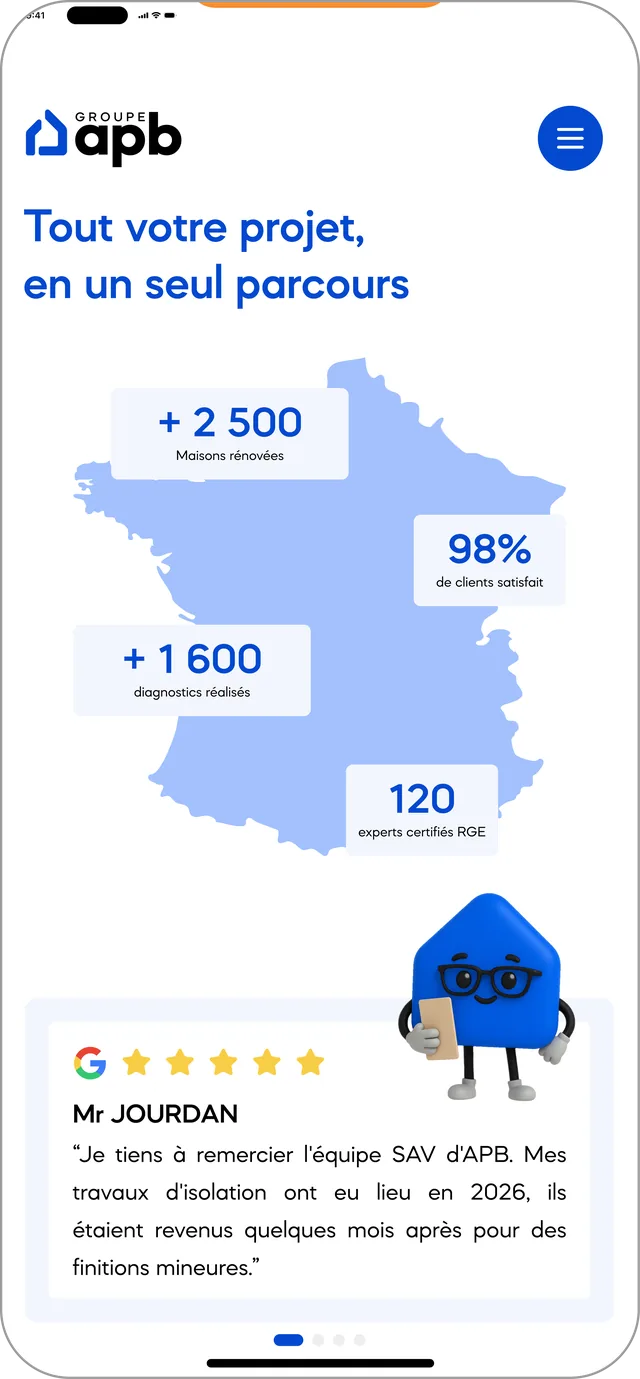 9:41
GROUPE
apb
Tout votre projet,
en un seul parcours
+ 2 500
Maisons rénovées
98%
de clients satisfait
+ 1 600
diagnostics réalisés
120
experts certifiés RGE
Mr JOURDAN
“Je tiens à remercier l'équipe SAV d'APB. Mes
travaux d'isolation ont eu lieu en 2026, ils
étaient revenus quelques mois après pour des
finitions mineures.”